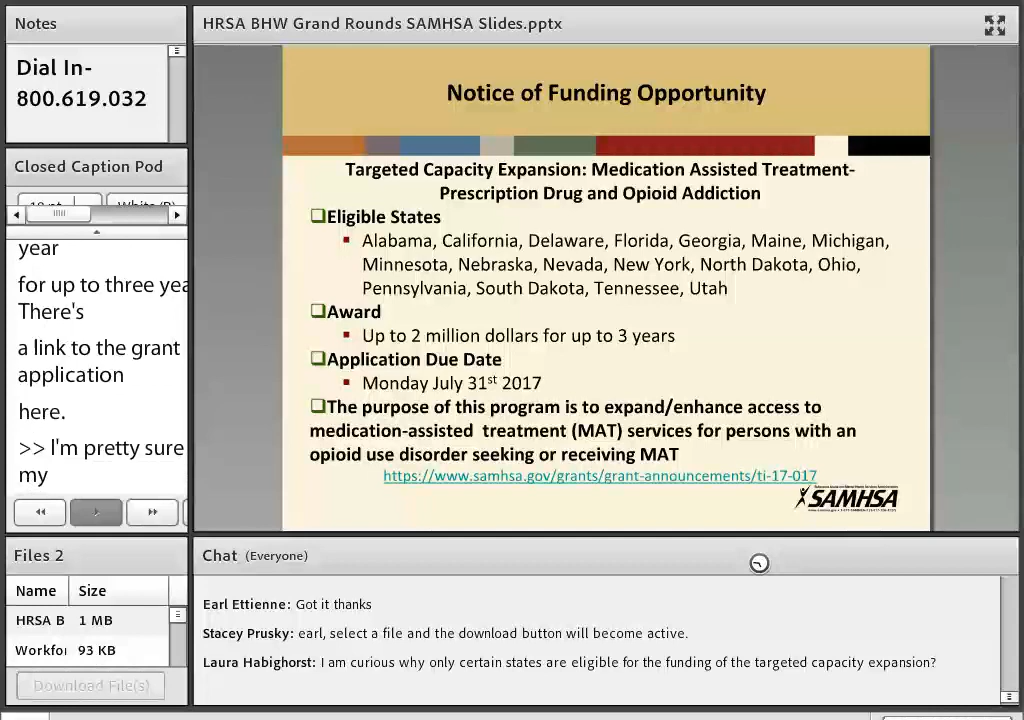 Notes
Dial In-
800.619.032
Closed Caption Pod
year
for up to three yea
There's
a link to the grant
application
here.
>> I'm pretty sure
my
Files 2
Name Size
HRSA B 1 MB
Workfo 93 KB
Download File(s)
HRSA BHW Grand Rounds SAMHSA Slides.pptx
Notice of Funding Opportunity
Targeted Capacity Expansion: Medication Assisted Treatment-
Prescription Drug and Opioid Addiction
Eligible States
Alabama, California, Delaware, Florida, Georgia, Maine, Michigan,
Minnesota, Nebraska, Nevada, New York, North Dakota, Ohio,
Pennsylvania, South Dakota, Tennessee, Utah
Award
Up to 2 million dollars for up to 3 years
Application Due Date
Monday July 31st 2017
The purpose of this program is to expand/enhance access to
medication-assisted treatment (MAT) services for persons with an
opioid use disorder seeking or receiving MAT
https://www.samhsa.gov/grants/grant-announcements/ti-17-017
SAMHSA
Chat (Everyone)
Earl Ettienne: Got it thanks
Stacey Prusky: earl, select a file and the download button will become active.
Laura Habighorst: I am curious why only certain states are eligible for the funding of the targeted capacity expansion?